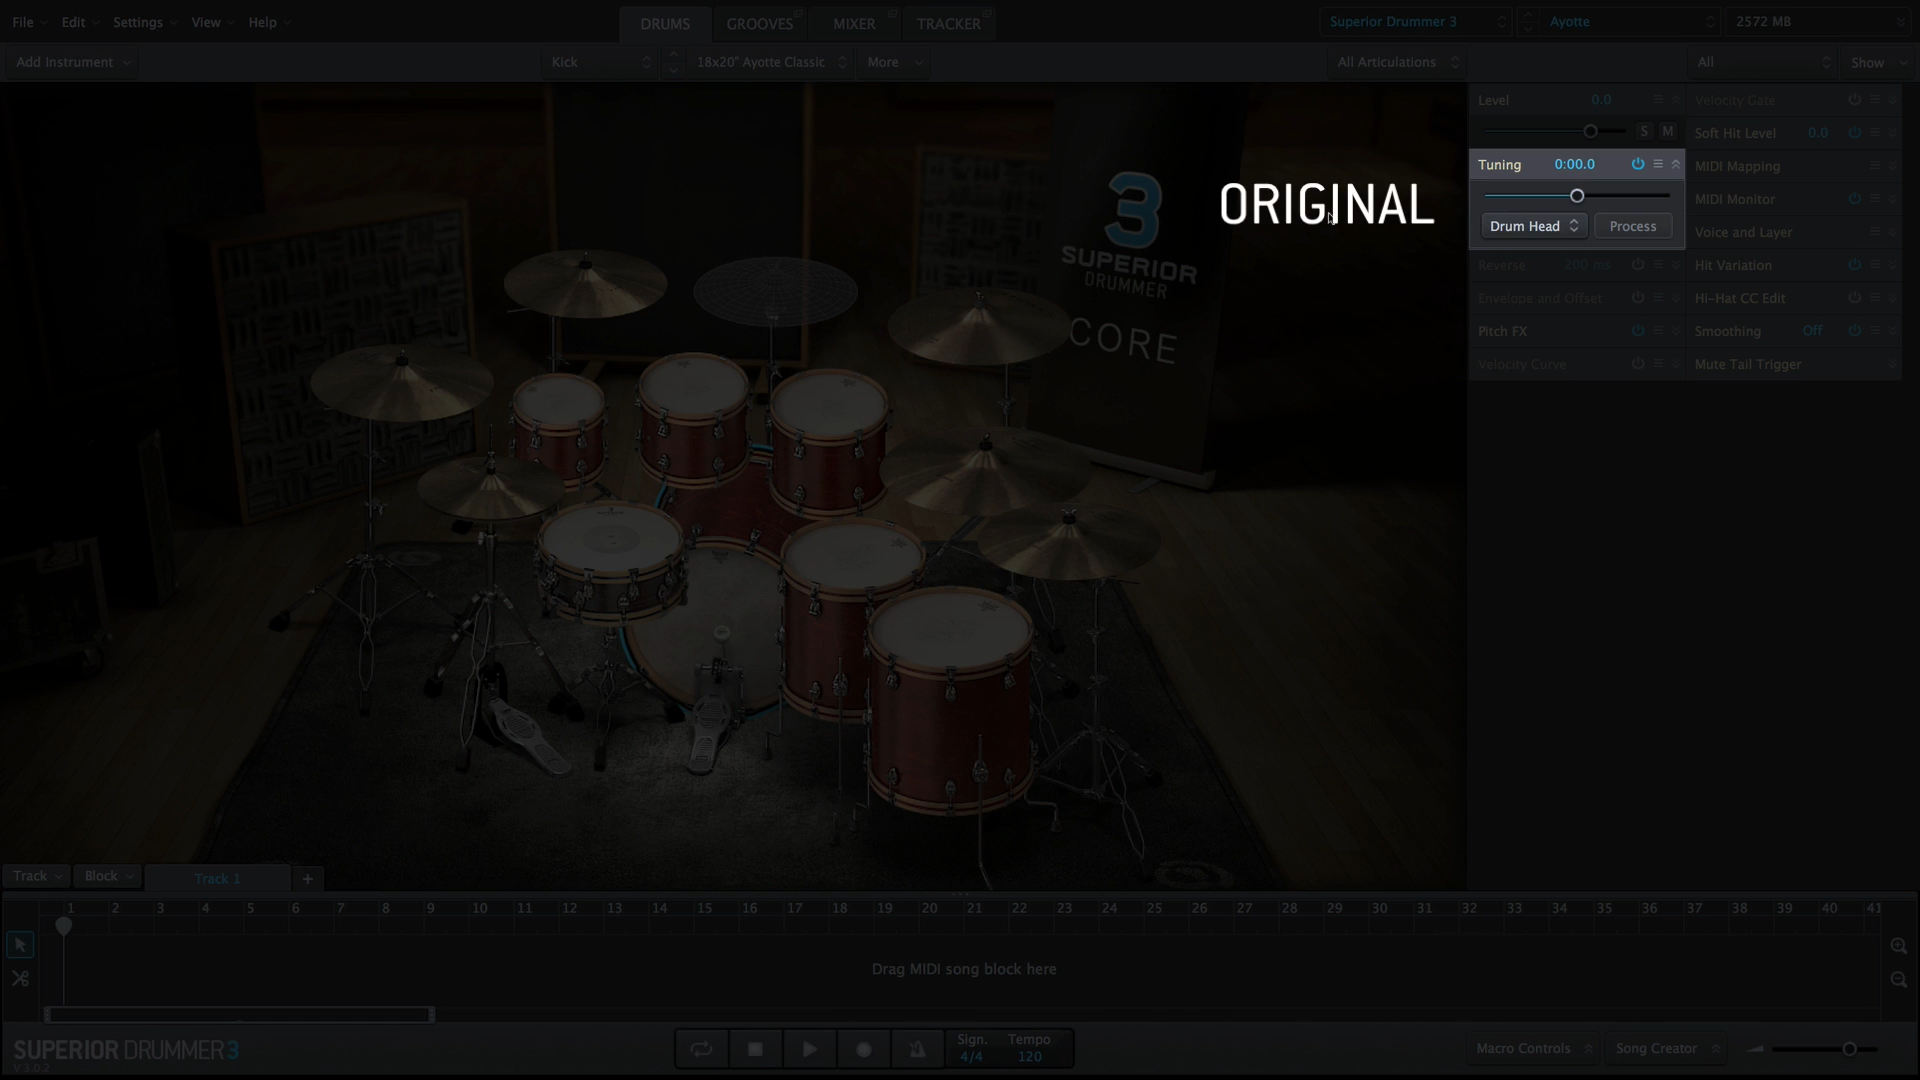 File Edit Settings View Help
DRUMS GROOVES MIXER TRACKER
Superior Drummer 3 Ayotte 2572 MB
Add Instrument Kick 18x20" Ayotte Classic More All Articulations All Show
Level 0.0 Velocity Gate
S M Soft Hit Level 0.0
Tuning 0:00.0 MIDI Mapping
MIDI Monitor
Drum Head Process Voice and Layer
Reverse 200 ms Hit Variation
Envelope and Offset Hi-Hat CC Edit
Pitch FX Smoothing Off
Velocity Curve Mute Tail Trigger
ORIGINAL
3
SUPERIOR
DRUMMER
CORE
Track Block Track 1 +
1 2 3 4 5 6 7 8 9 10 11 12 13 14 15 16 17 18 19 20 21 22 23 24 25 26 27 28 29 30 31 32 33 34 35 36 37 38 39 40 41
Drag MIDI song block here
SUPERIOR DRUMMER 3
V 3.0.2
Sign. Tempo
4/4 120
Macro Controls Song Creator